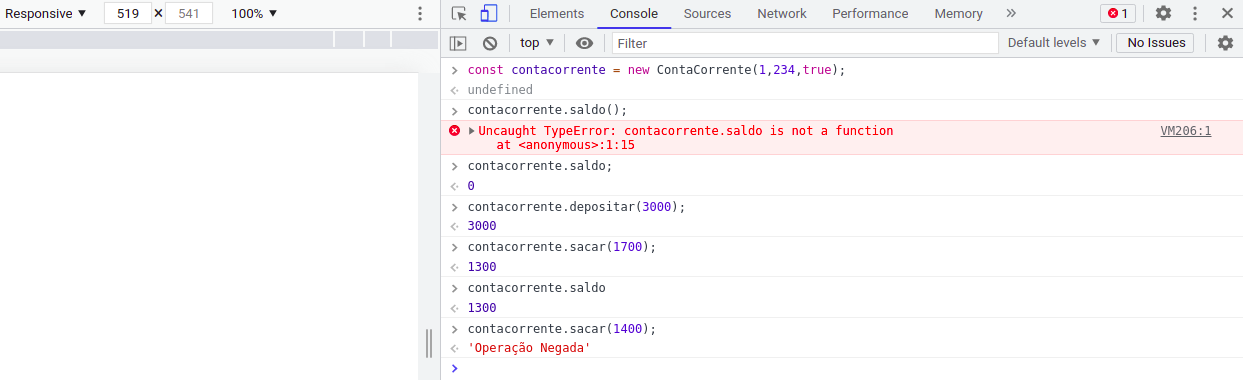 Responsive ▼ 519 × 541 100% ▼
Elements Console Sources Network Performance Memory » 1
top ▼ Filter Default levels ▼ No Issues
> const contacorrente = new ContaCorrente(1,234,true);
undefined
> contacorrente.saldo();
Uncaught TypeError: contacorrente.saldo is not a function VM206:1
at <anonymous>:1:15
> contacorrente.saldo;
0
> contacorrente.depositar(3000);
3000
> contacorrente.sacar(1700);
1300
> contacorrente.saldo
1300
> contacorrente.sacar(1400);
'Operação Negada'
>